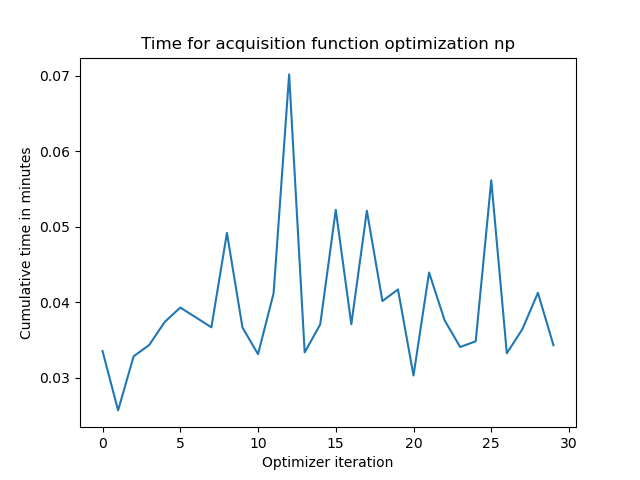 Time for acquisition function optimization np
0.07
0.06
0.05
0.04
0.03
Cumulative time in minutes
0 5 10 15 20 25 30
Optimizer iteration